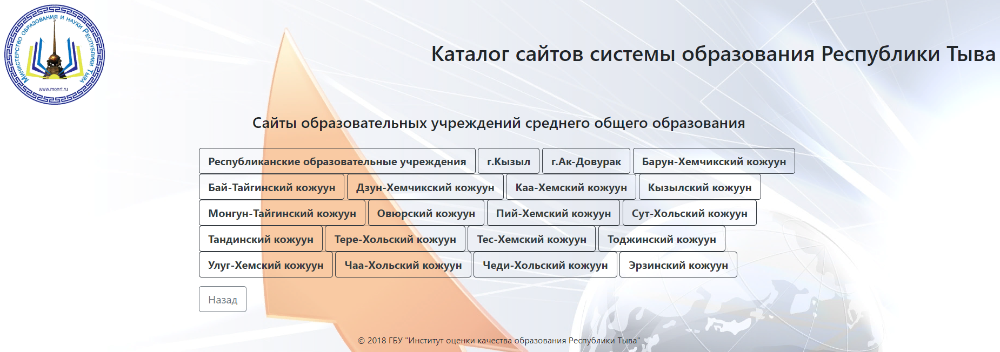 Министерство образования и науки Республики Тыва
www.monrt.ru
Каталог сайтов системы образования Республики Тыва
Сайты образовательных учреждений среднего общего образования
Республиканские образовательные учреждения г.Кызыл г.Ак-Довурак Барун-Хемчикский кожуун
Бай-Тайгинский кожуун Дзун-Хемчикский кожуун Каа-Хемский кожуун Кызылский кожуун
Монгун-Тайгинский кожуун Овюрский кожуун Пий-Хемский кожуун Сут-Хольский кожуун
Тандинский кожуун Тере-Хольский кожуун Тес-Хемский кожуун Тоджинский кожуун
Улуг-Хемский кожуун Чаа-Хольский кожуун Чеди-Хольский кожуун Эрзинский кожуун
Назад
© 2018 ГБУ "Институт оценки качества образования Республики Тыва"